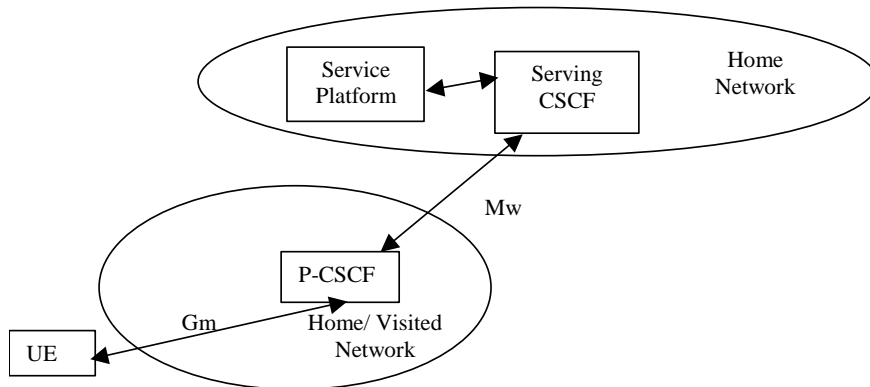 Service
Platform
Serving
CSCF
Home
Network
Mw
P-CSCF
Gm
Home/ Visited
Network
UE